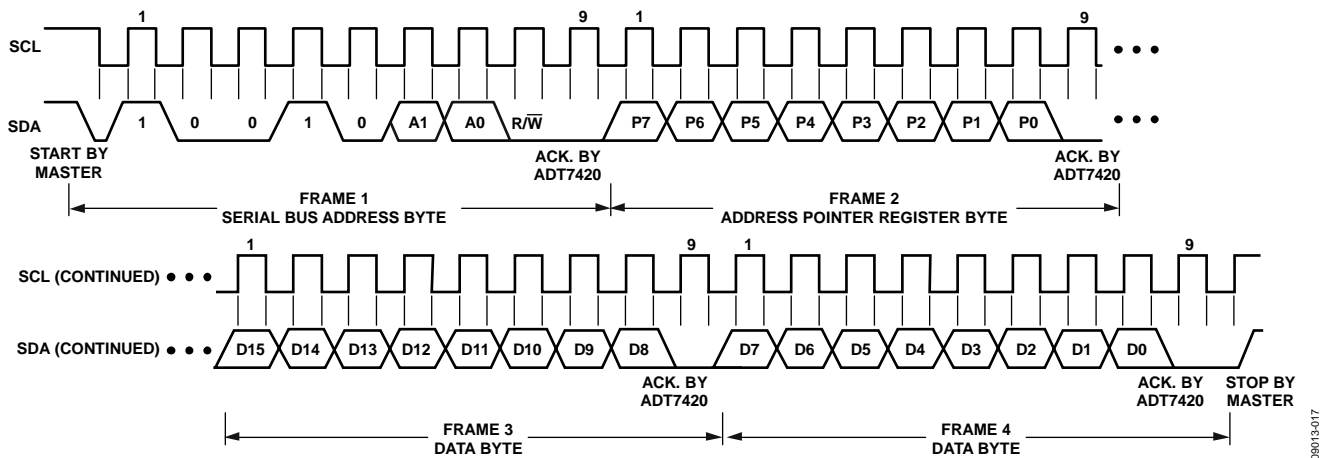 1 9 1 9
SCL
SDA 1 0 0 1 0 A1 A0 R/W̅ P7 P6 P5 P4 P3 P2 P1 P0
START BY MASTER
ACK. BY ADT7420
ACK. BY ADT7420
FRAME 1
SERIAL BUS ADDRESS BYTE
FRAME 2
ADDRESS POINTER REGISTER BYTE
1 9 1 9
SCL (CONTINUED)
SDA (CONTINUED) D15 D14 D13 D12 D11 D10 D9 D8 D7 D6 D5 D4 D3 D2 D1 D0
ACK. BY ADT7420
ACK. BY ADT7420
STOP BY MASTER
FRAME 3
DATA BYTE
FRAME 4
DATA BYTE
09013-017